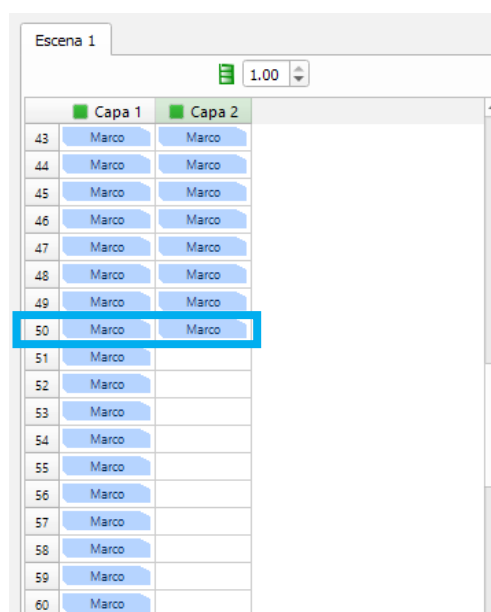 Escena 1
1.00
Capa 1 Capa 2
43 Marco Marco
44 Marco Marco
45 Marco Marco
46 Marco Marco
47 Marco Marco
48 Marco Marco
49 Marco Marco
50 Marco Marco
51 Marco
52 Marco
53 Marco
54 Marco
55 Marco
56 Marco
57 Marco
58 Marco
59 Marco
60 Marco